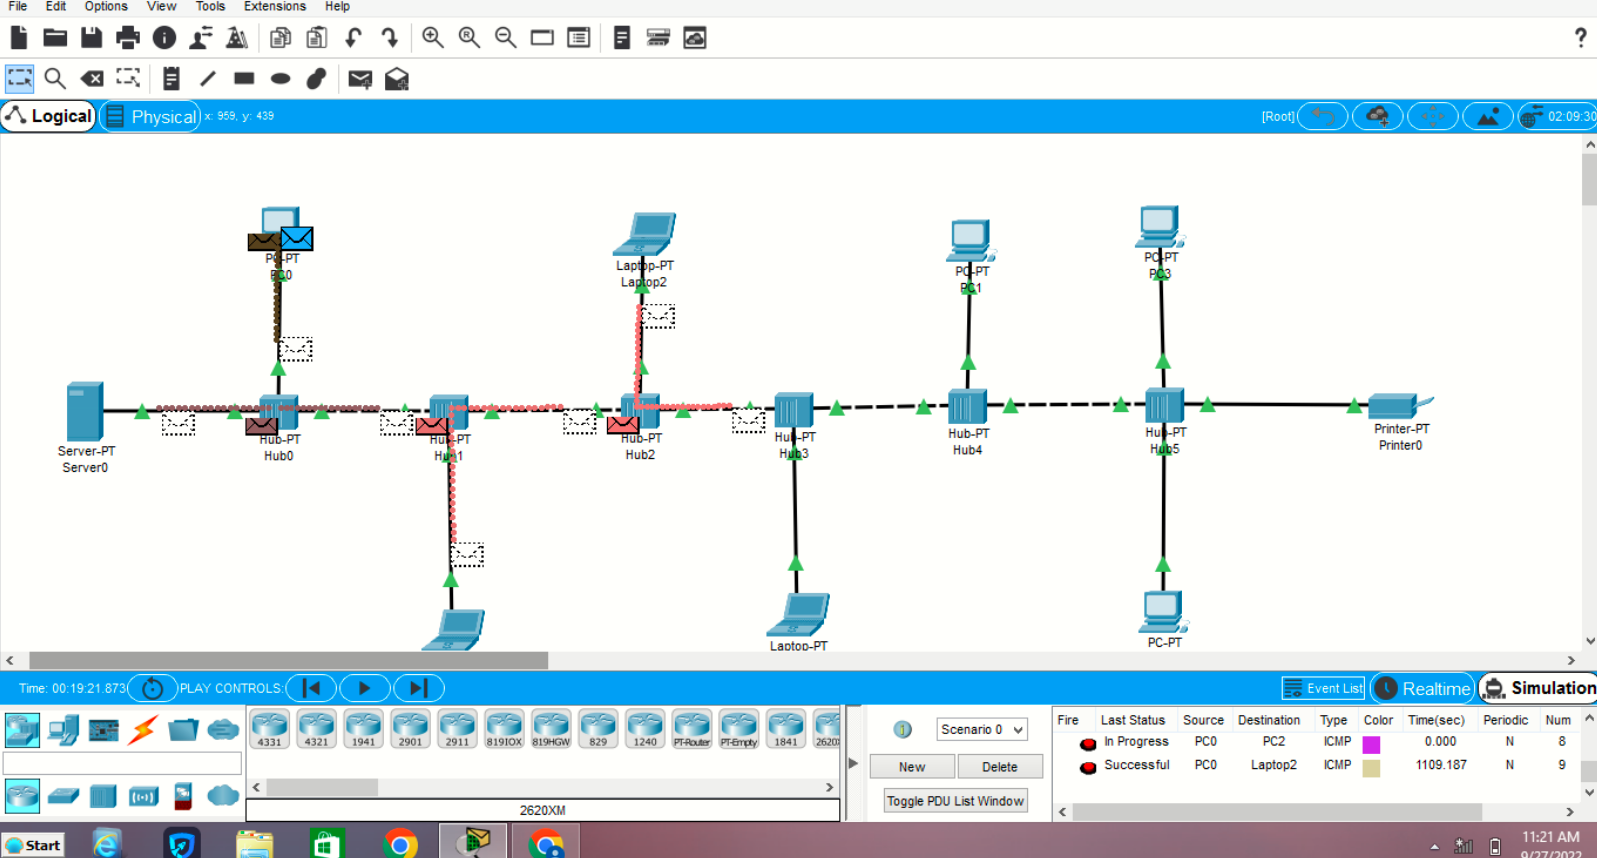 File Edit Options View Tools Extensions Help
?
Logical Physical x: 959, y: 439 [Root] 02:09:30
PC-PT
PC0
Laptop-PT
Laptop2
PC-PT
PC1
PC-PT
PC3
Server-PT
Server0
Hub-PT
Hub0
Hub-PT
Hub1
Hub-PT
Hub2
Hub-PT
Hub3
Hub-PT
Hub4
Hub-PT
Hub5
Printer-PT
Printer0
Laptop-PT
PC-PT
Time: 00:19:21.873 PLAY CONTROLS: Event List Realtime Simulation
4331 4321 1941 2901 2911 819IOX 819HGW 829 1240 PT-Router PT-Empty 1841 2620
2620XM
Scenario 0
New Delete
Toggle PDU List Window
Fire Last Status Source Destination Type Color Time(sec) Periodic Num
In Progress PC0 PC2 ICMP 0.000 N 8
Successful PC0 Laptop2 ICMP 1109.187 N 9
Start
11:21 AM
9/27/2022